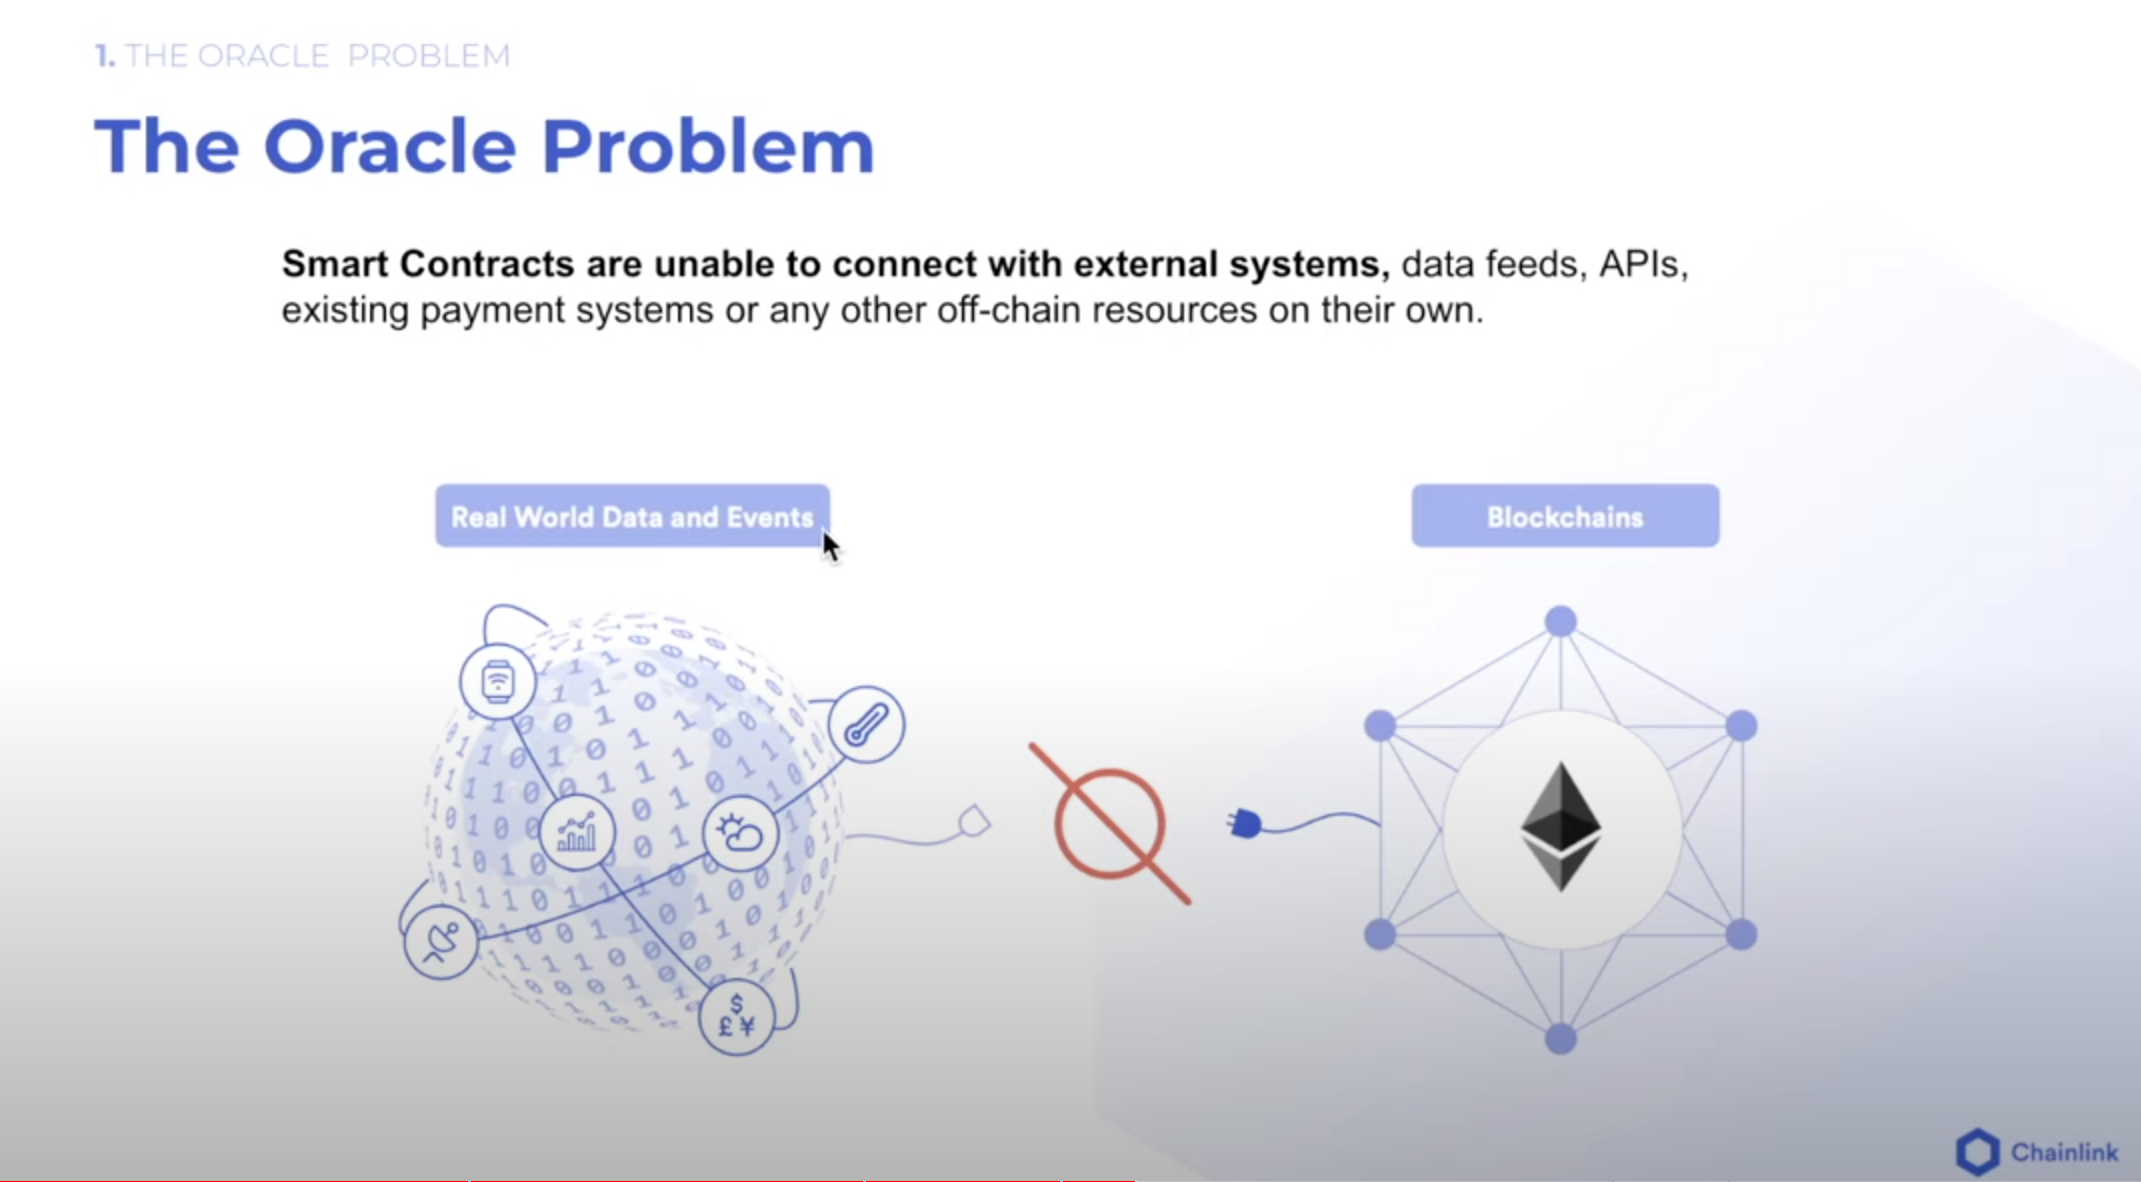 1. THE ORACLE PROBLEM
The Oracle Problem
Smart Contracts are unable to connect with external systems, data feeds, APIs,
existing payment systems or any other off-chain resources on their own.
Real World Data and Events
Blockchains
$
£ ¥
Chainlink